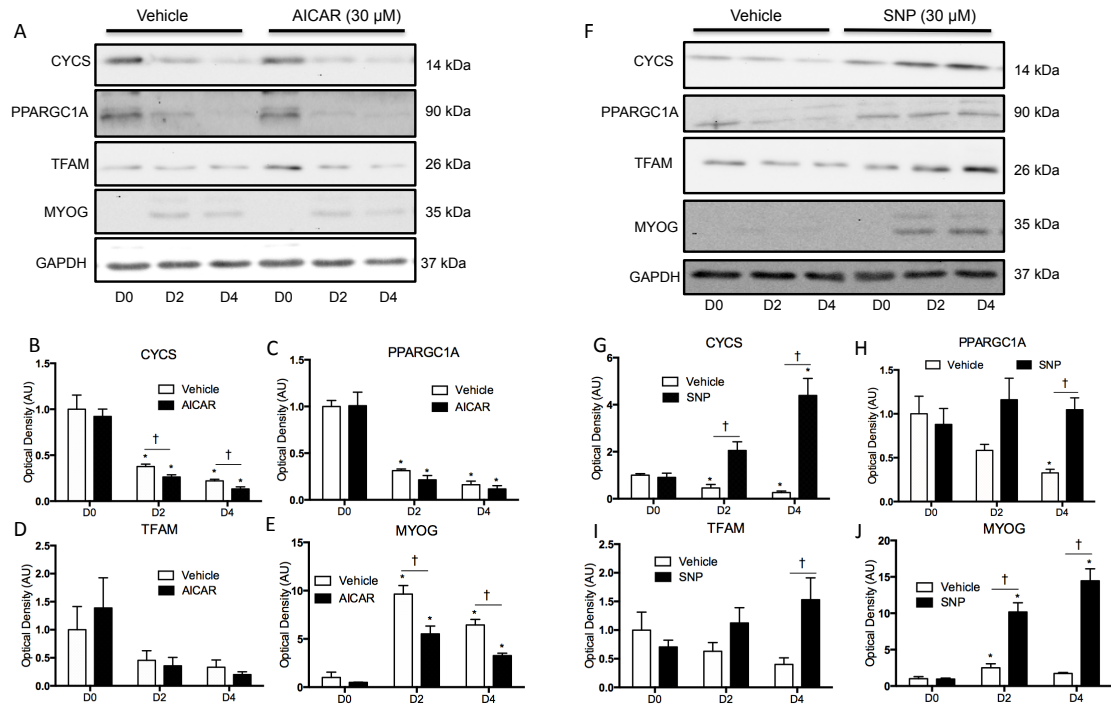 Vehicle AICAR (30 μM)
A
CYCS 14 kDa
PPARGC1A 90 kDa
TFAM 26 kDa
MYOG 35 kDa
GAPDH 37 kDa
D0 D2 D4 D0 D2 D4
B
CYCS
Optical Density (AU)
1.5
1.0
0.5
0.0
Vehicle
AICAR
*
†
*
*
†
*
D0 D2 D4
C
PPARGC1A
Optical Density (AU)
1.5
1.0
0.5
0.0
Vehicle
AICAR
*
*
*
*
D0 D2 D4
D
TFAM
Optical Density (AU)
2.5
2.0
1.5
1.0
0.5
0.0
Vehicle
AICAR
D0 D2 D4
E
MYOG
Optical Density (AU)
15
10
5
0
Vehicle
AICAR
*
†
*
*
†
*
D0 D2 D4
Vehicle SNP (30 μM)
F
CYCS 14 kDa
PPARGC1A 90 kDa
TFAM 26 kDa
MYOG 35 kDa
GAPDH 37 kDa
D0 D2 D4 D0 D2 D4
G
CYCS
Optical Density (AU)
6
4
2
0
Vehicle
SNP
*
†
*
†
*
D0 D2 D4
H
PPARGC1A
Optical Density (AU)
1.5
1.0
0.5
0.0
Vehicle SNP
*
†
D0 D2 D4
I
TFAM
Optical Density (AU)
2.5
2.0
1.5
1.0
0.5
0.0
Vehicle
SNP
†
D0 D2 D4
J
MYOG
Optical Density (AU)
20
15
10
5
0
Vehicle
SNP
*
†
*
†
*
D0 D2 D4